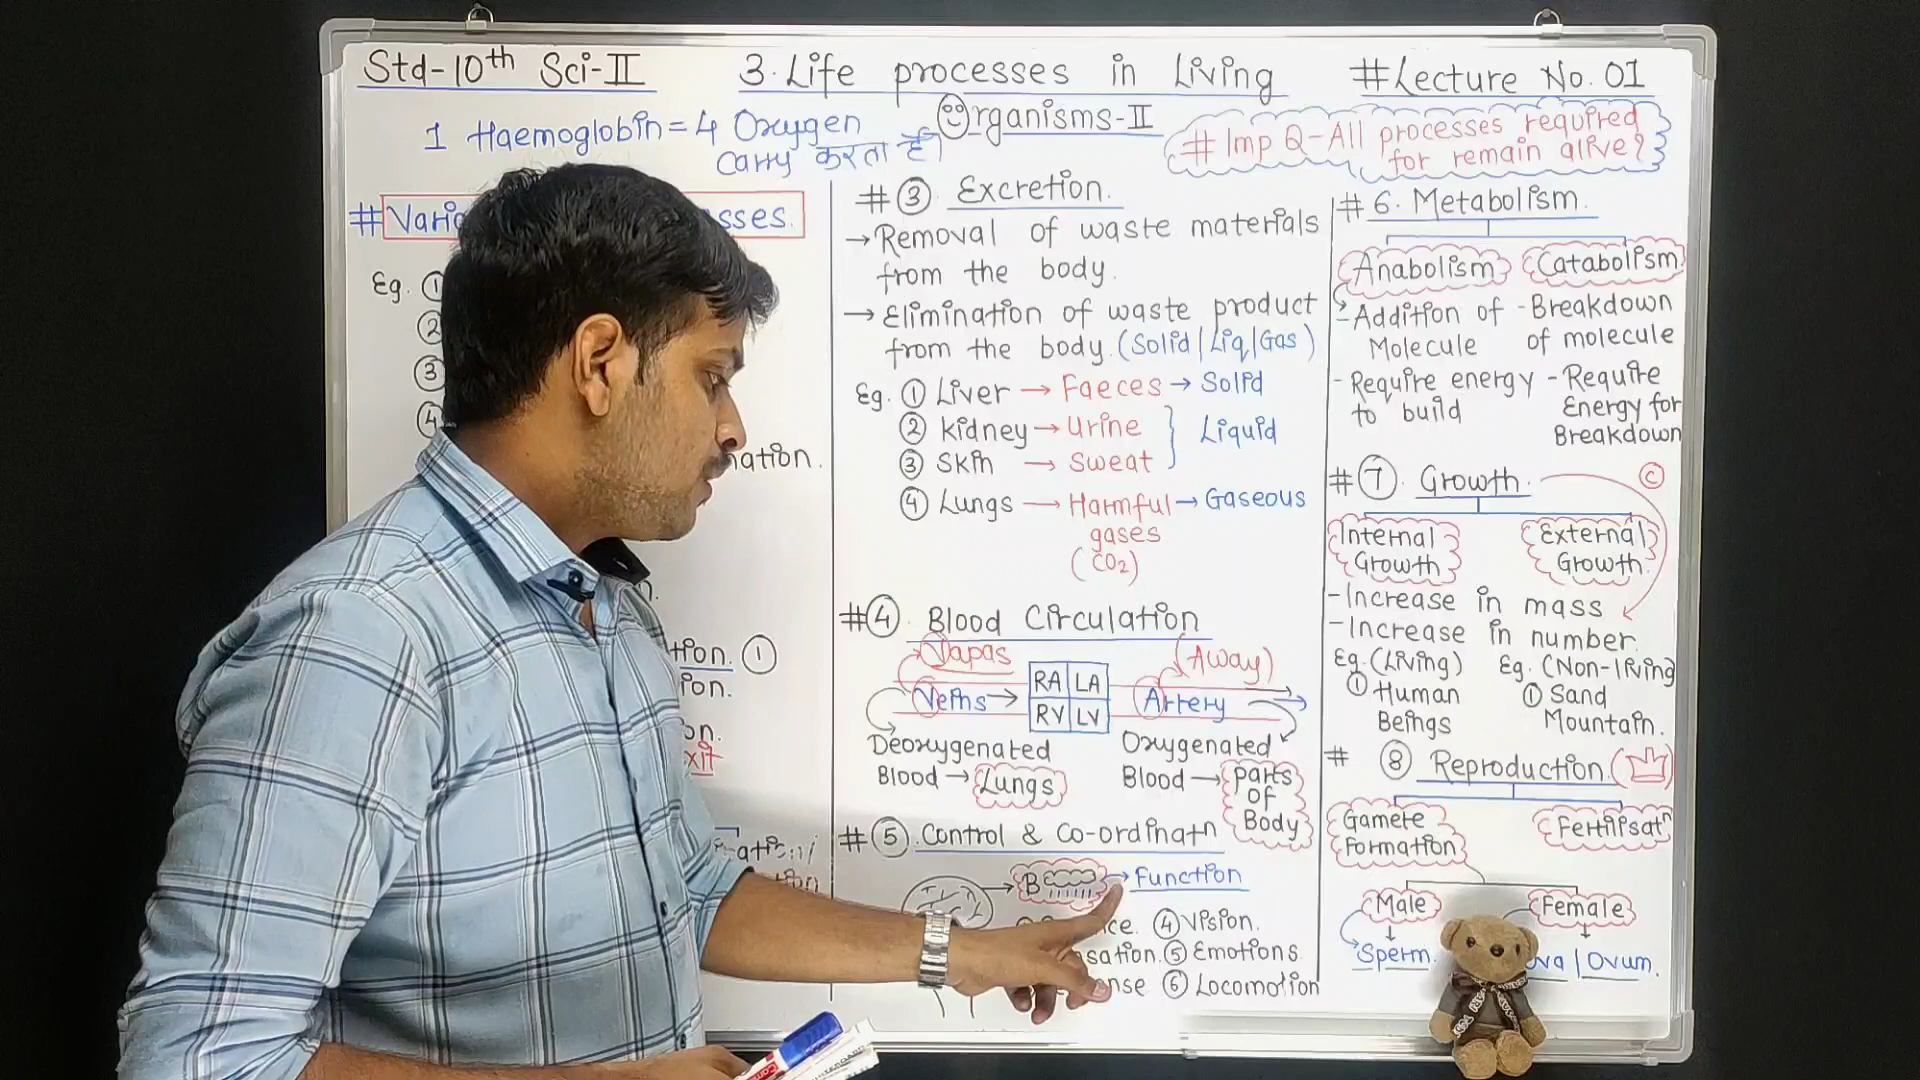 Std-10th Sci-II
3. Life processes in Living
Organisms-II
#Lecture No. 01
1 Haemoglobin = 4 Oxygen
Carry करता है।
# Imp Q-All processes required
for remain alive?
Eg. ①
②
③
④
nation.
tion. ①
ion.
on.
xit
# ③ Excretion.
→ Removal of waste materials
from the body.
→ Elimination of waste product
from the body. (Solid/Liq/Gas)
Eg. ① Liver → Faeces → Solid
② Kidney → Urine
③ Skin → Sweat
Liquid
④ Lungs → Harmful → Gaseous
gases
(CO2)
#④. Blood Circulation
Vapas
(Away)
Veins → RA LA Artery
RV LV
Deoxygenated
Blood → Lungs
Oxygenated
Blood → parts
of
Body
#⑤. Control & Co-ordinatn
B → Function
ce. ④ Vision.
sation. ⑤ Emotions.
nse ⑥ Locomotion
# 6. Metabolism.
Anabolism Catabolism
- Addition of
Molecule
- Require energy
to build
- Breakdown
of molecule
- Require
Energy for
Breakdown
# ⑦. Growth. C
Internal
Growth
External
Growth.
- Increase in mass
- Increase in number.
Eg. (Living)
① Human
Beings
Eg. (Non-living)
① Sand
Mountain.
# ⑧ Reproduction.
Gamete
Formation
Fertilisatn
Male Female
Sperm. Ova | Ovum.